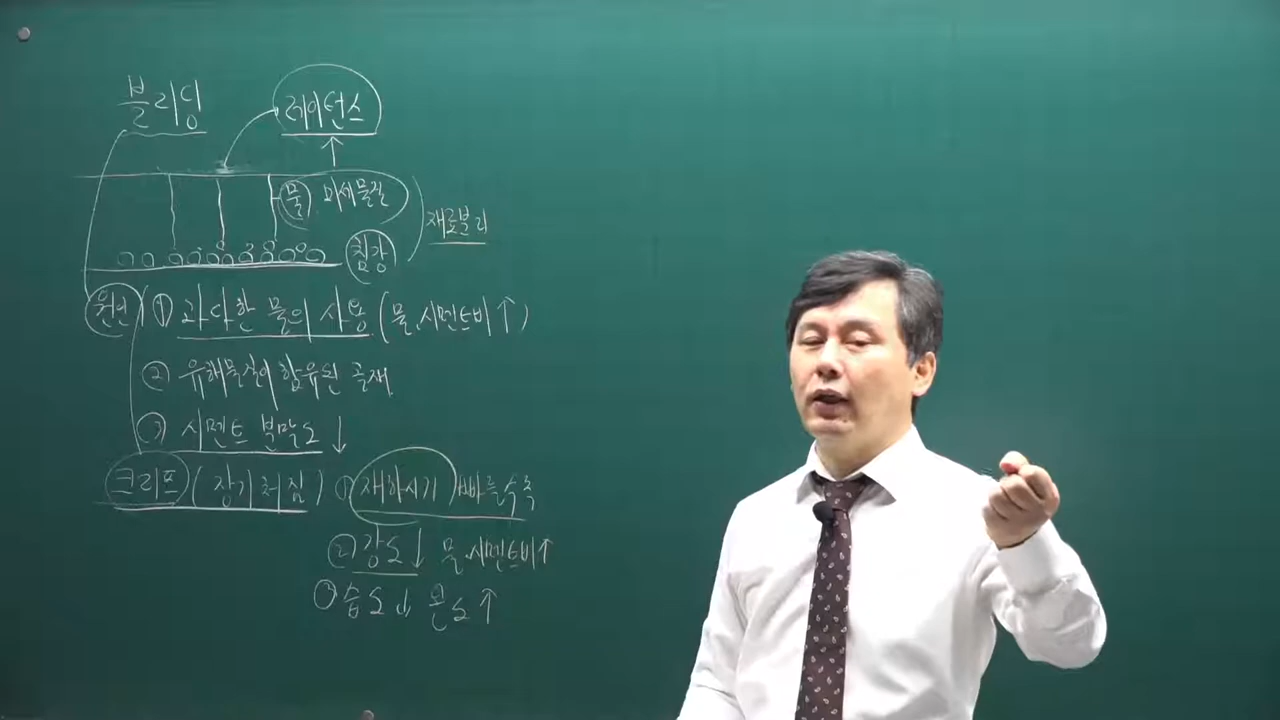 블리딩 레이턴스
물 미세물질
재료분리
침강
원인 ① 과다한 물의 사용 (물.시멘트비↑)
② 유해물질이 함유된 골재
③ 시멘트 분말도 ↓
크리프 (장기처짐) ① 재하시기 빠를수록
② 강도↓ 물.시멘트비↑
③ 습도↓ 온도↑